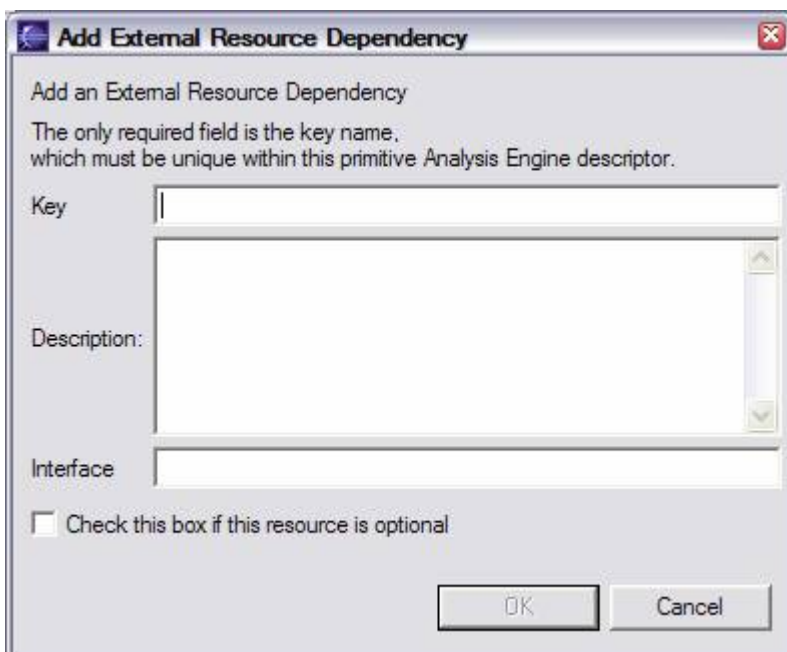 Add External Resource Dependency
Add an External Resource Dependency
The only required field is the key name,
which must be unique within this primitive Analysis Engine descriptor.
Key
Description:
Interface
Check this box if this resource is optional
OK
Cancel